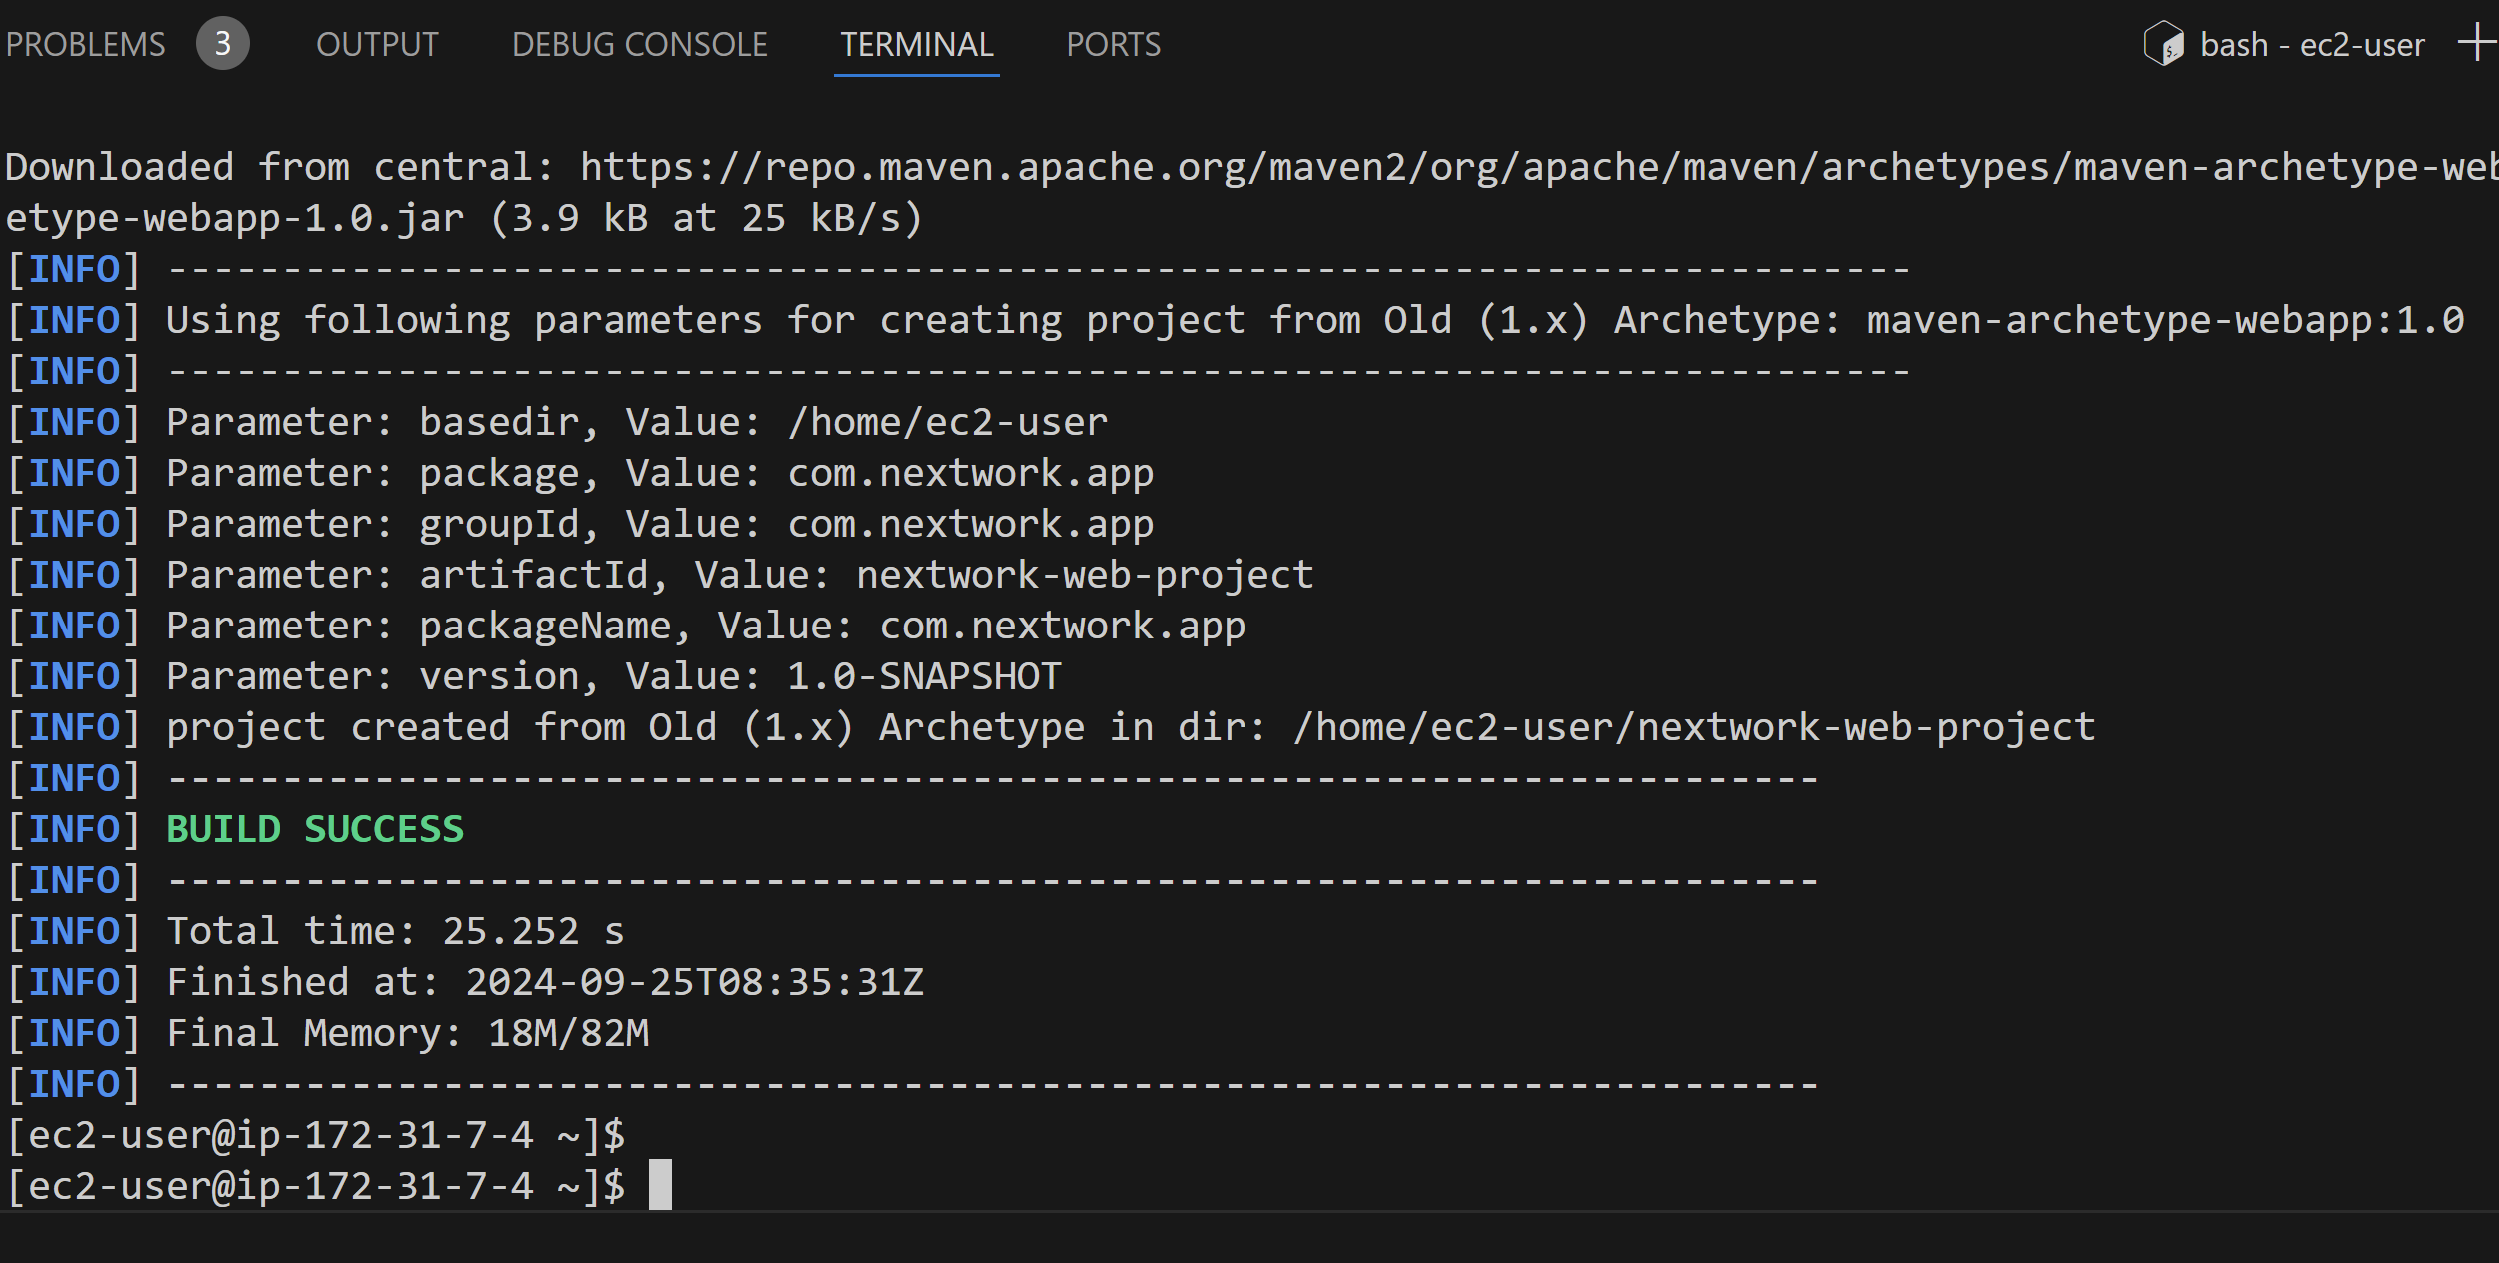 PROBLEMS 3 OUTPUT DEBUG CONSOLE TERMINAL PORTS bash - ec2-user
Downloaded from central: https://repo.maven.apache.org/maven2/org/apache/maven/archetypes/maven-archetype-web
etype-webapp-1.0.jar (3.9 kB at 25 kB/s)
[INFO] ----------------------------------------------------------------------------
[INFO] Using following parameters for creating project from Old (1.x) Archetype: maven-archetype-webapp:1.0
[INFO] ----------------------------------------------------------------------------
[INFO] Parameter: basedir, Value: /home/ec2-user
[INFO] Parameter: package, Value: com.nextwork.app
[INFO] Parameter: groupId, Value: com.nextwork.app
[INFO] Parameter: artifactId, Value: nextwork-web-project
[INFO] Parameter: packageName, Value: com.nextwork.app
[INFO] Parameter: version, Value: 1.0-SNAPSHOT
[INFO] project created from Old (1.x) Archetype in dir: /home/ec2-user/nextwork-web-project
[INFO] ------------------------------------------------------------------------
[INFO] BUILD SUCCESS
[INFO] ------------------------------------------------------------------------
[INFO] Total time: 25.252 s
[INFO] Finished at: 2024-09-25T08:35:31Z
[INFO] Final Memory: 18M/82M
[INFO] ------------------------------------------------------------------------
[ec2-user@ip-172-31-7-4 ~]$
[ec2-user@ip-172-31-7-4 ~]$